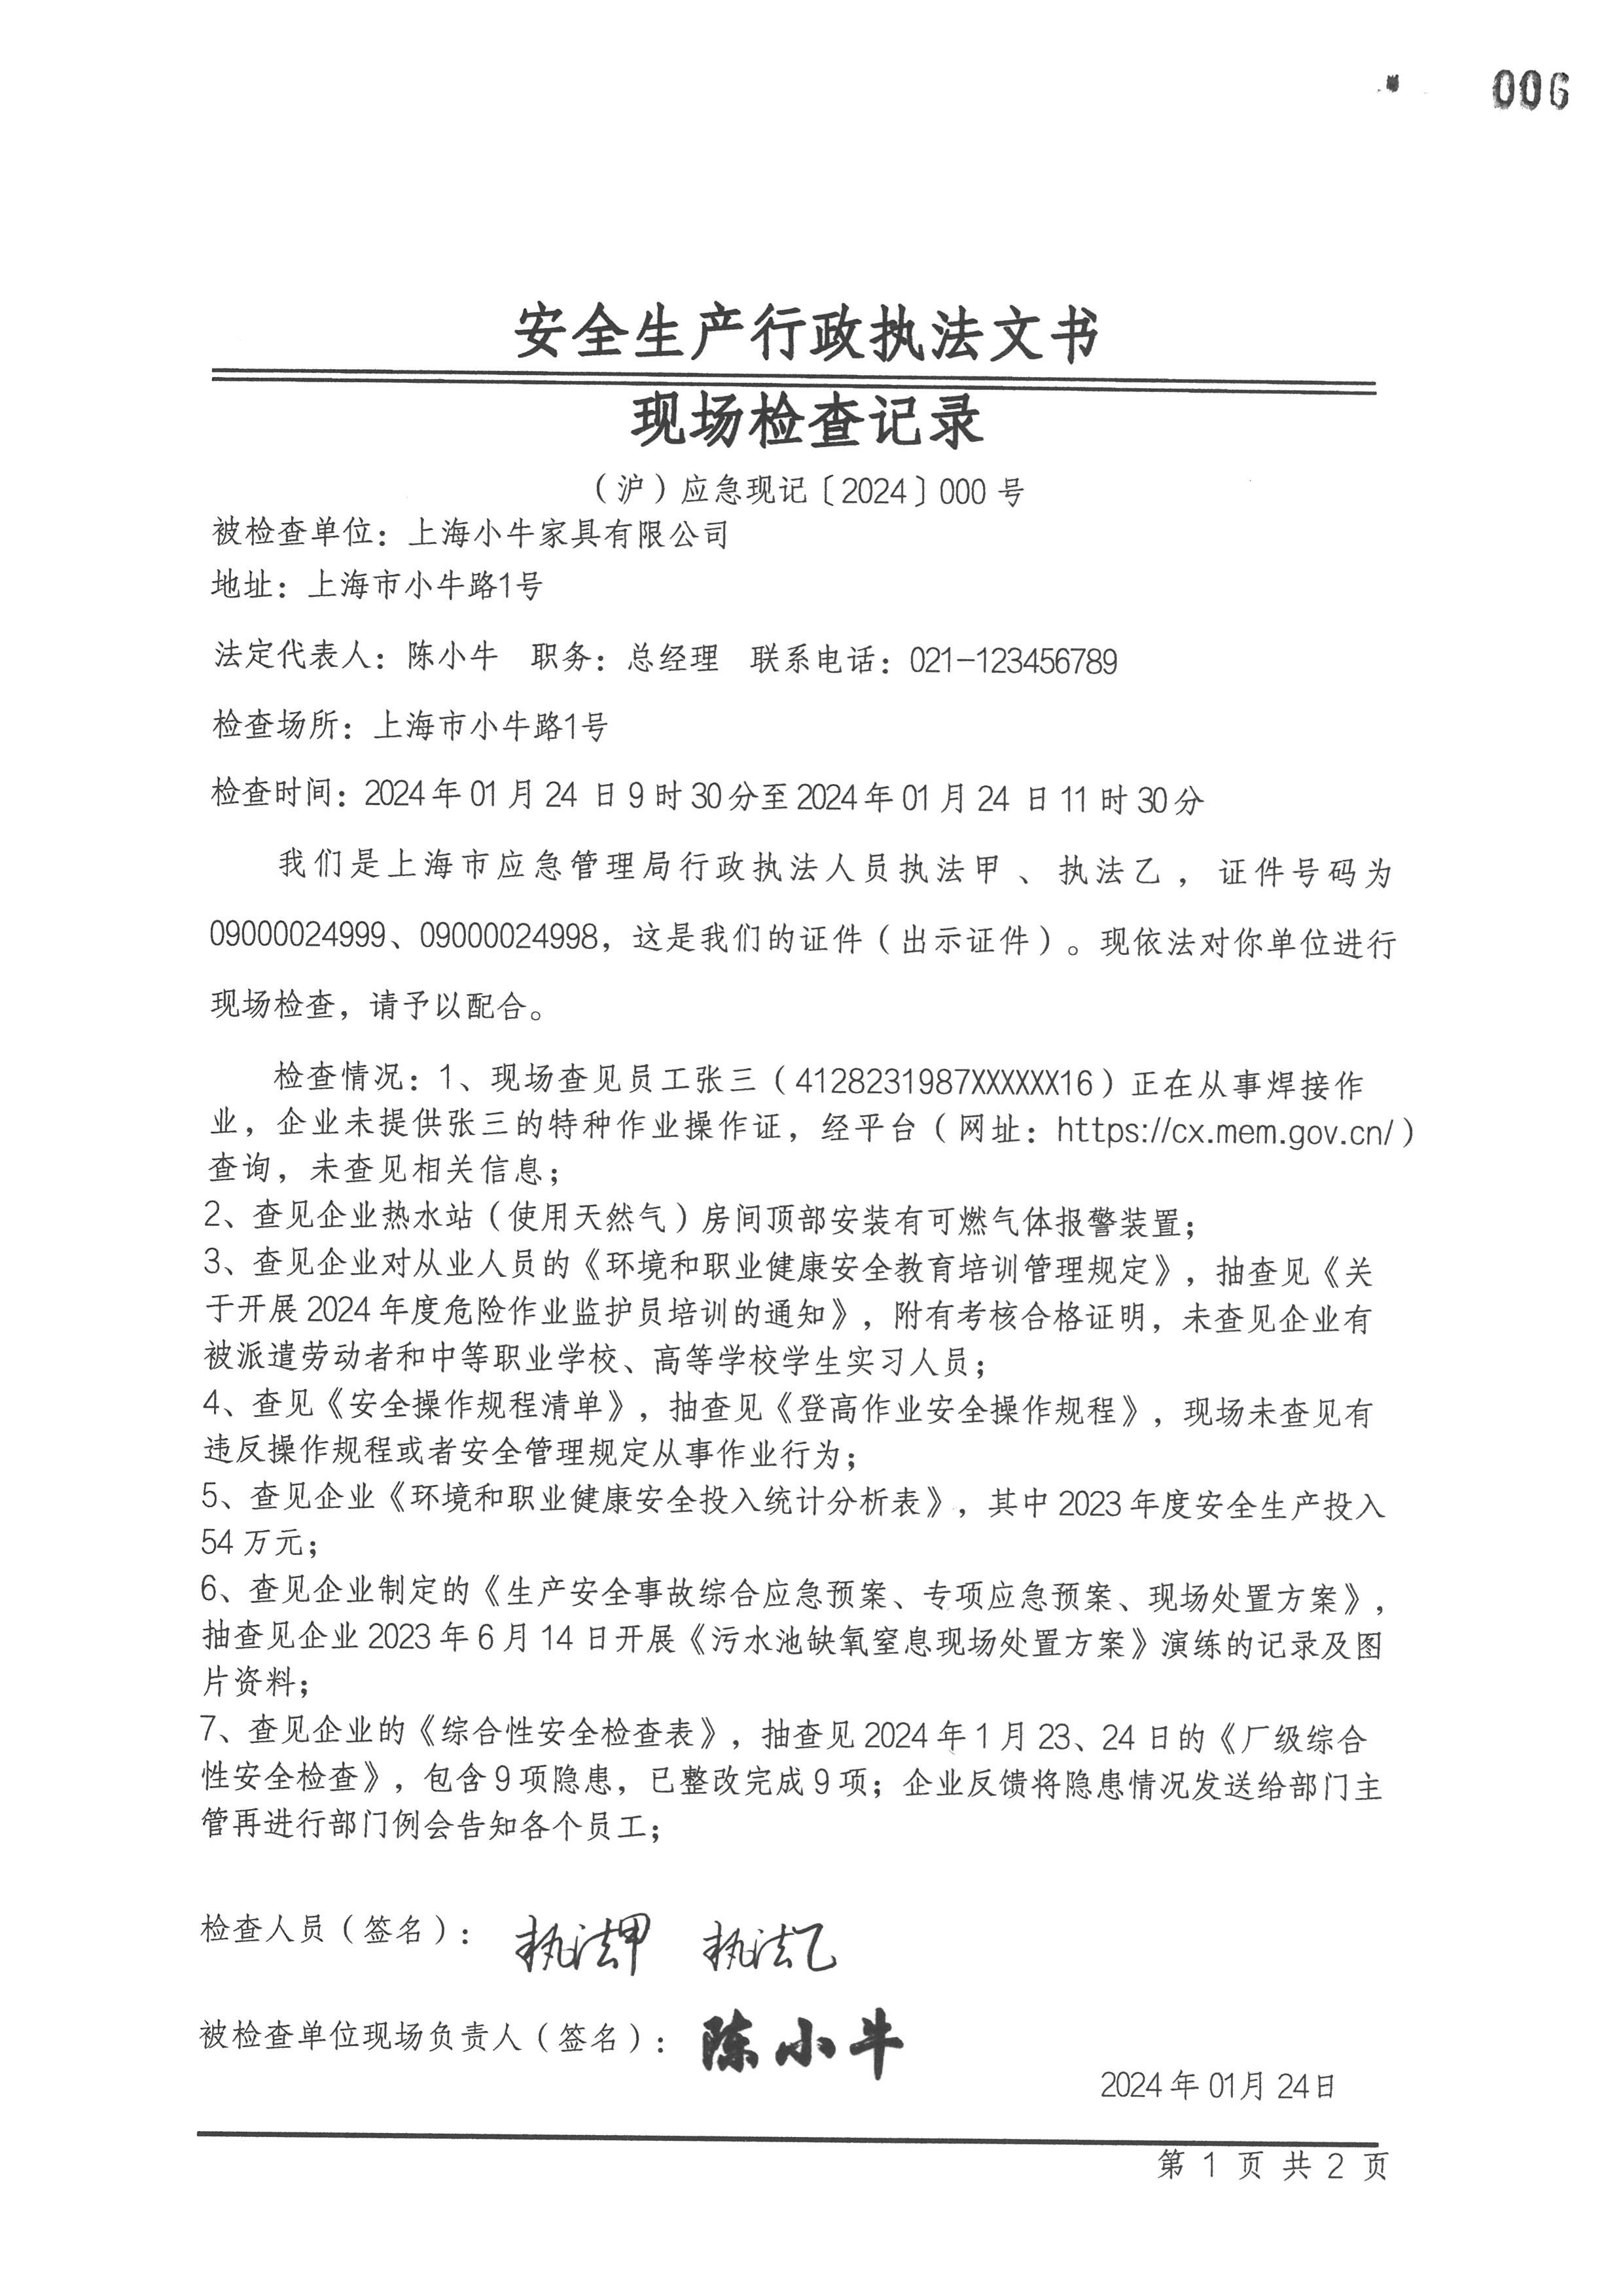 006
安全生产行政执法文书
现场检查记录
（沪）应急现记〔2024〕000 号
被检查单位：上海小牛家具有限公司
地址：上海市小牛路1号
法定代表人：陈小牛 职务：总经理 联系电话：021-123456789
检查场所：上海市小牛路1号
检查时间：2024年01月24 日9 时30分至2024年01月24 日11 时30分
我们是上海市应急管理局行政执法人员执法甲、执法乙，证件号码为
09000024999、09000024998，这是我们的证件（出示证件）。现依法对你单位进行
现场检查，请予以配合。
检查情况：1、现场查见员工张三（4128231987XXXXXX16）正在从事焊接作
业，企业未提供张三的特种作业操作证，经平台（网址：https://cx.mem.gov.cn/）
查询，未查见相关信息；
2、查见企业热水站（使用天然气）房间顶部安装有可燃气体报警装置；
3、查见企业对从业人员的《环境和职业健康安全教育培训管理规定》，抽查见《关
于开展 2024 年度危险作业监护员培训的通知》，附有考核合格证明，未查见企业有
被派遣劳动者和中等职业学校、高等学校学生实习人员；
4、查见《安全操作规程清单》，抽查见《登高作业安全操作规程》，现场未查见有
违反操作规程或者安全管理规定从事作业行为；
5、查见企业《环境和职业健康安全投入统计分析表》，其中 2023 年度安全生产投入
54 万元；
6、查见企业制定的《生产安全事故综合应急预案、专项应急预案、现场处置方案》，
抽查见企业 2023 年 6 月 14 日开展《污水池缺氧窒息现场处置方案》演练的记录及图
片资料；
7、查见企业的《综合性安全检查表》，抽查见 2024 年 1 月 23、24 日的《厂级综合
性安全检查》，包含 9 项隐患，已整改完成 9 项；企业反馈将隐患情况发送给部门主
管再进行部门例会告知各个员工；
检查人员（签名）： 执法甲 执法乙
被检查单位现场负责人（签名）： 陈小牛
2024 年 01月 24日
第 1 页 共 2 页